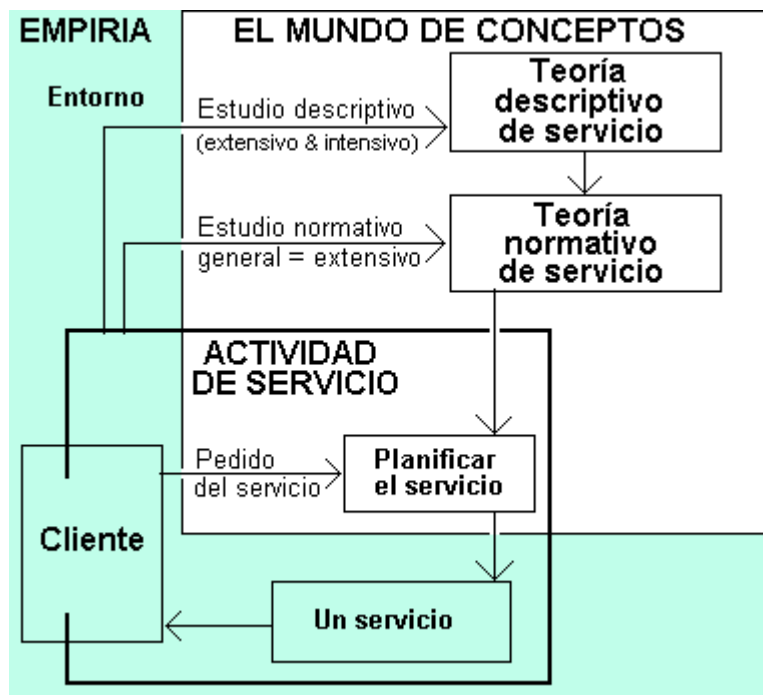 EMPIRIA
EL MUNDO DE CONCEPTOS
Entorno
Estudio descriptivo
(extensivo & intensivo)
Teoría
descriptivo
de servicio
Estudio normativo
general = extensivo
Teoría
normativo
de servicio
ACTIVIDAD
DE SERVICIO
Pedido
del servicio
Planificar
el servicio
Cliente
Un servicio